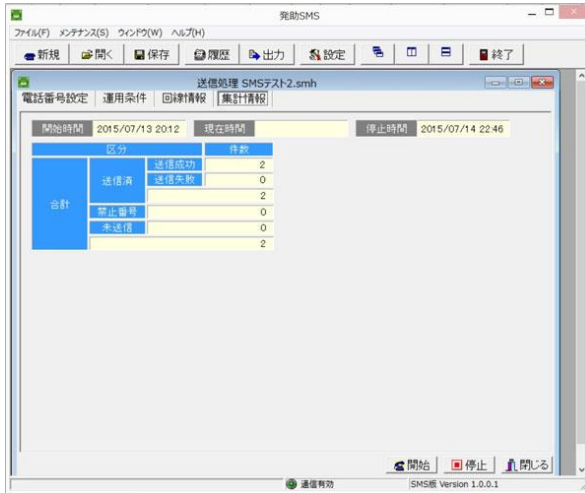 発助SMS
ファイル(F) メンテナンス(S) ウィンドウ(W) ヘルプ(H)
新規 開く 保存 履歴 出力 設定 終了
送信処理 SMSテスト2.smh
電話番号設定 運用条件 回線情報 集計情報
開始時間 2015/07/13 20:12 現在時間 停止時間 2015/07/14 22:46
区分 件数
合計 送信済 送信成功 2
送信失敗 0
2
禁止番号 0
未送信 0
2
開始 停止 閉じる
通信有効 SMS版 Version 1.0.0.1